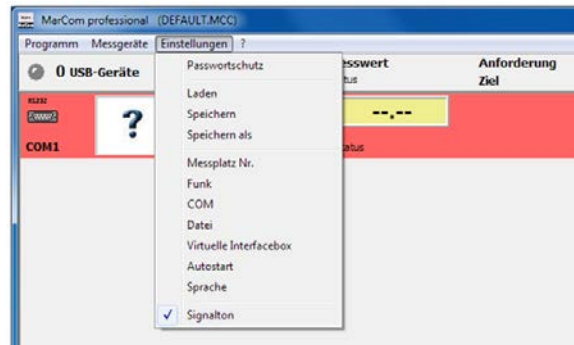 MarCom professional (DEFAULT.MCC)
Programm Messgeräte Einstellungen ?
0 USB-Geräte
esswert
Anforderung
tus
Ziel
RS232
?
COM1
--,--
tatus
Passwortschutz
Laden
Speichern
Speichern als
Messplatz Nr.
Funk
COM
Datei
Virtuelle Interfacebox
Autostart
Sprache
✓ Signalton